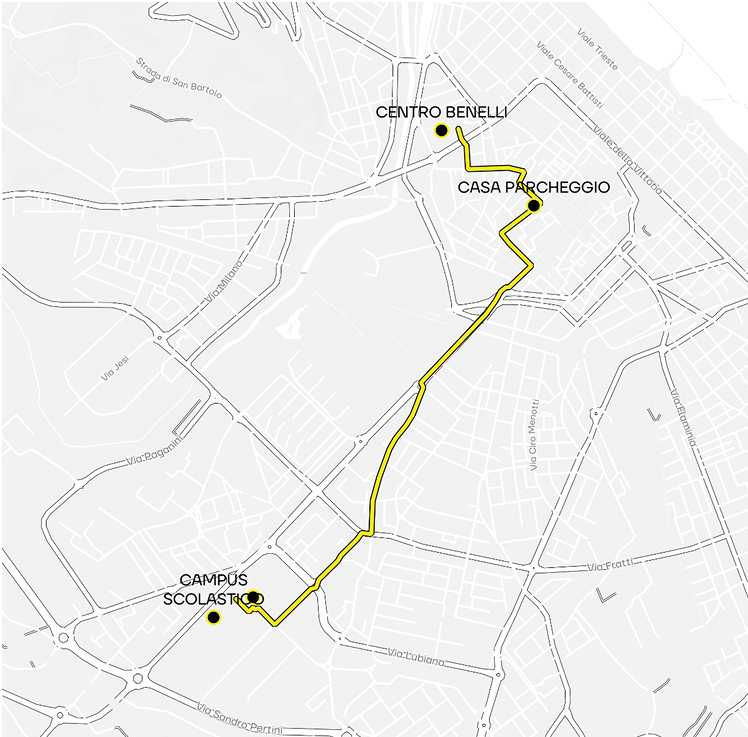 Viale Trieste
Viale Cesare Battisti
Strada di San Bartolo
CENTRO BENELLI
Viale della Vittoria
CASA PARCHEGGIO
Via Milano
Via Jesi
Via Flaminia
Via Ciro Menotti
Via Paganini
Via Fratti
CAMPUS
SCOLASTICO
Via Lubiana
Via Sandro Pertini